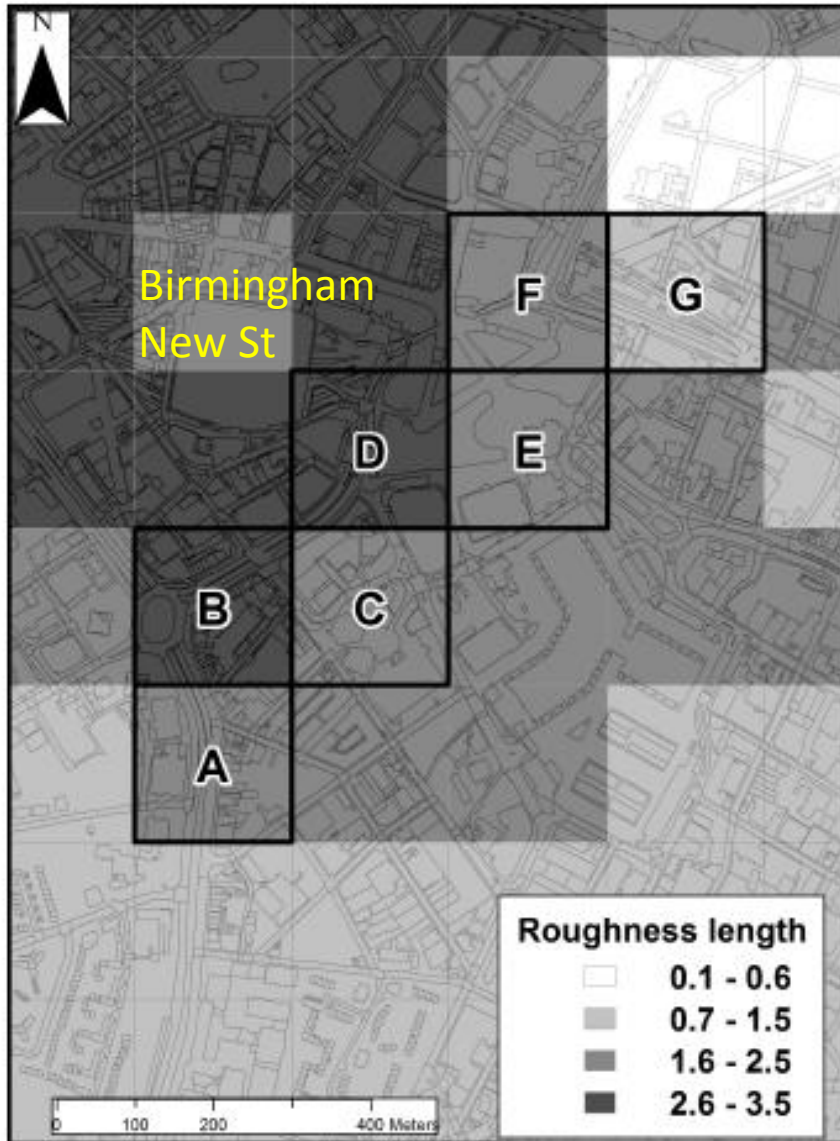 N
Birmingham
New St
F
G
D
E
B
C
A
Roughness length
0.1 - 0.6
0.7 - 1.5
1.6 - 2.5
2.6 - 3.5
0 100 200 400 Meters